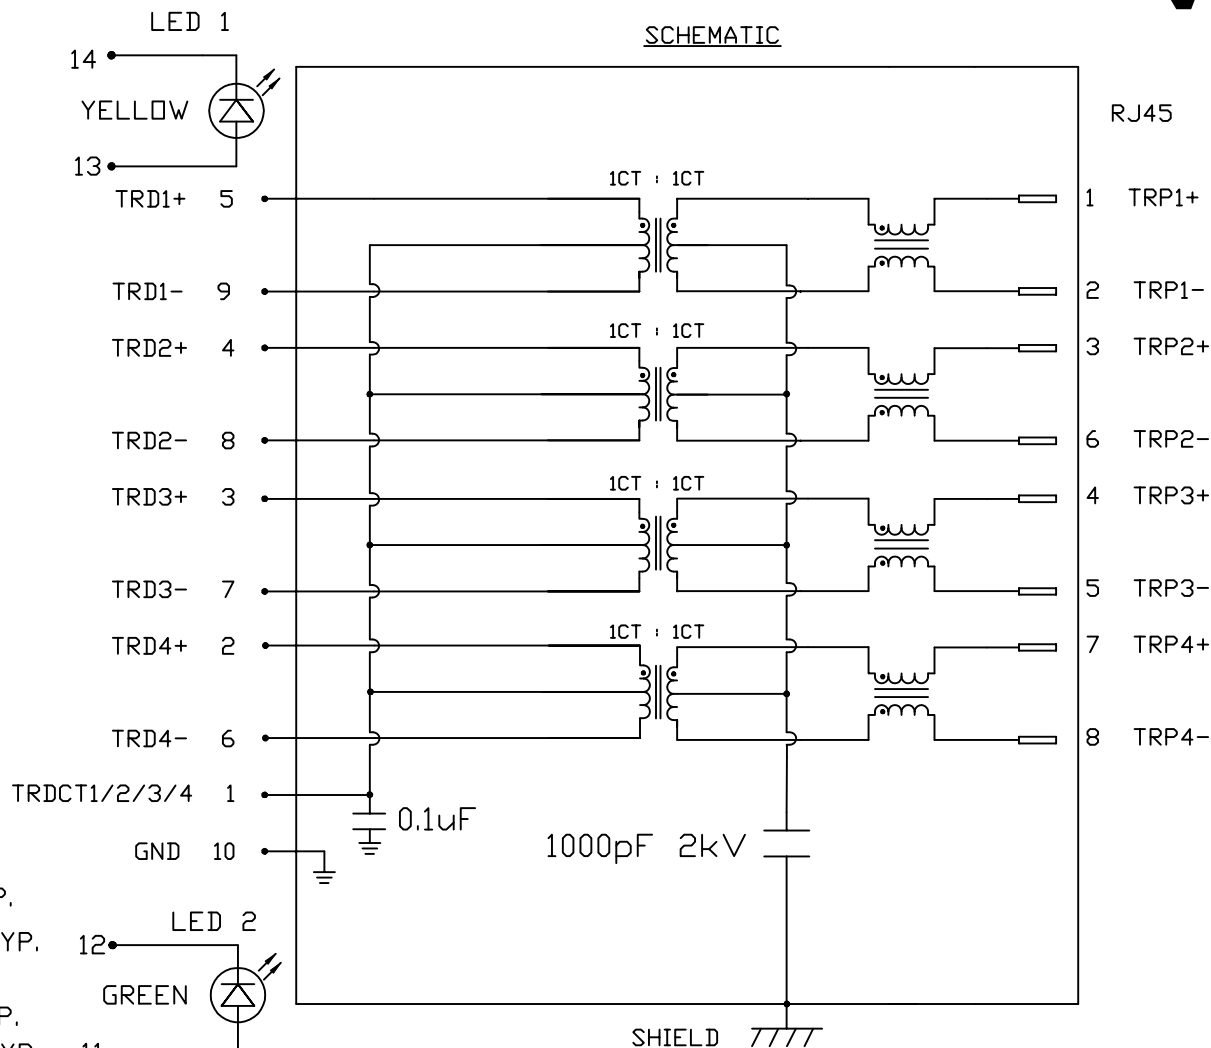 LED 1
SCHEMATIC
14
YELLOW
RJ45
13
1CT : 1CT
TRD1+ 5
1 TRP1+
TRD1- 9
2 TRP1-
1CT : 1CT
TRD2+ 4
3 TRP2+
TRD2- 8
6 TRP2-
1CT : 1CT
TRD3+ 3
4 TRP3+
TRD3- 7
5 TRP3-
1CT : 1CT
TRD4+ 2
7 TRP4+
TRD4- 6
8 TRP4-
TRDCT1/2/3/4 1
0.1uF
1000pF 2kV
GND 10
P.
LED 2
YP. 12
GREEN
P.
SHIELD
YP. 11